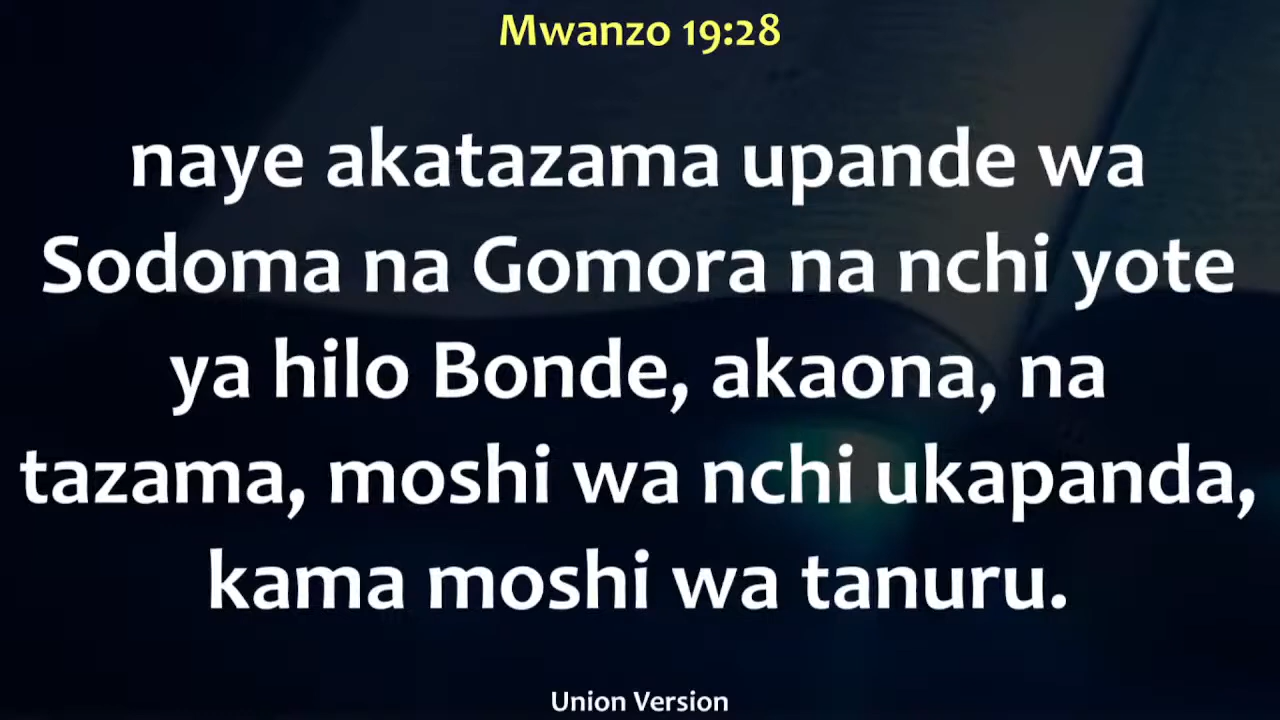 Mwanzo 19:28
naye akatazama upande wa
Sodoma na Gomora na nchi yote
ya hilo Bonde, akaona, na
tazama, moshi wa nchi ukapanda,
kama moshi wa tanuru.
Union Version